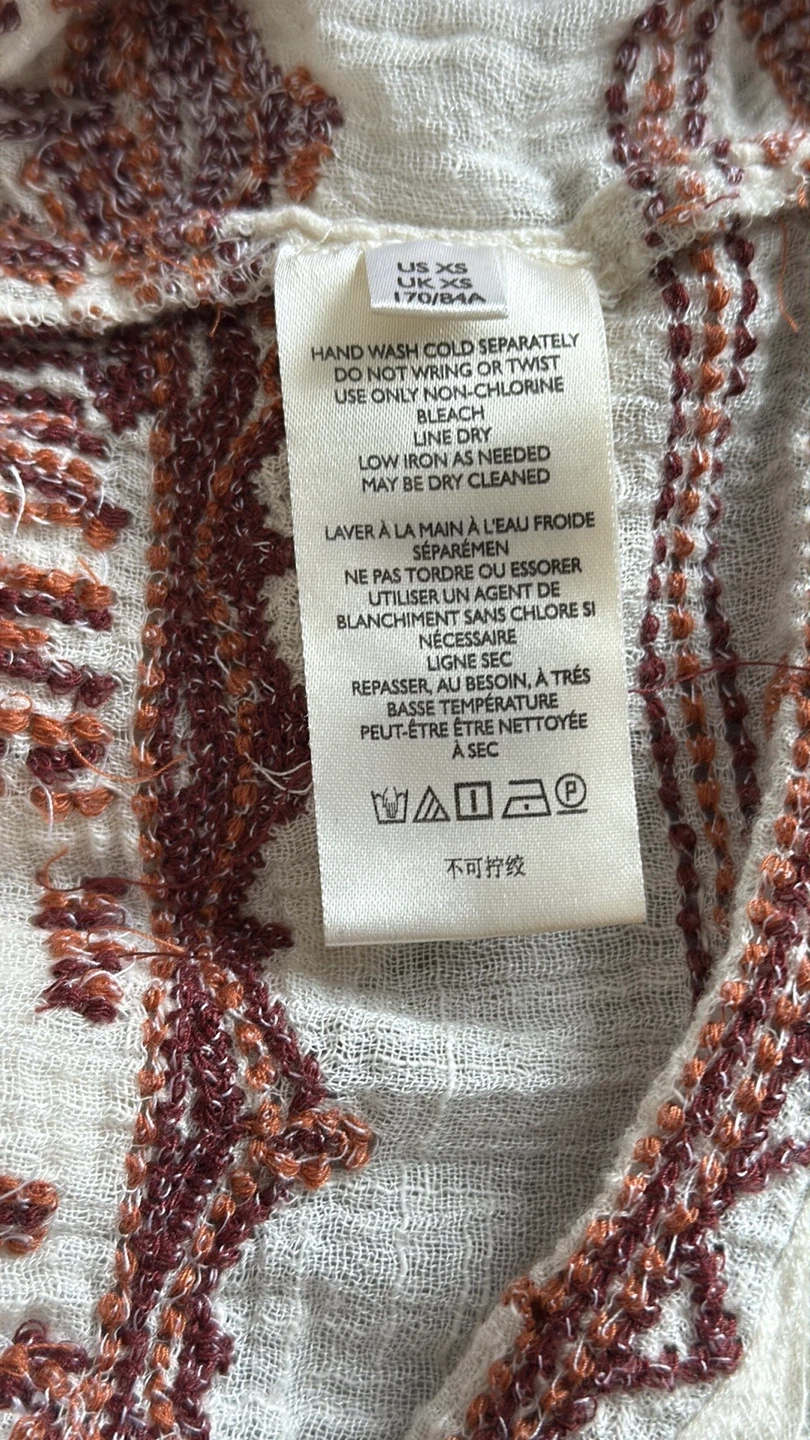 US XS
UK XS
170/84A
HAND WASH COLD SEPARATELY
DO NOT WRING OR TWIST
USE ONLY NON-CHLORINE
BLEACH
LINE DRY
LOW IRON AS NEEDED
MAY BE DRY CLEANED
LAVER À LA MAIN À L'EAU FROIDE
SÉPARÉMEN
NE PAS TORDRE OU ESSORER
UTILISER UN AGENT DE
BLANCHIMENT SANS CHLORE SI
NÉCESSAIRE
LIGNE SEC
REPASSER, AU BESOIN, À TRÉS
BASSE TEMPÉRATURE
PEUT-ÊTRE ÊTRE NETTOYÉE
À SEC
P
不可拧绞